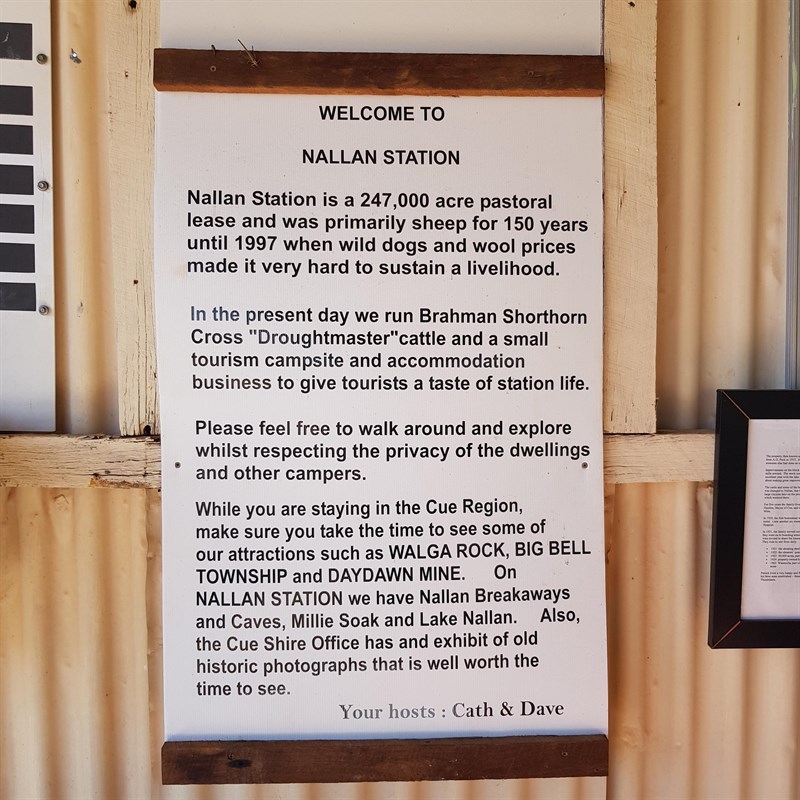 WELCOME TO
NALLAN STATION
Nallan Station is a 247,000 acre pastoral
lease and was primarily sheep for 150 years
until 1997 when wild dogs and wool prices
made it very hard to sustain a livelihood.
In the present day we run Brahman Shorthorn
Cross "Droughtmaster"cattle and a small
tourism campsite and accommodation
business to give tourists a taste of station life.
Please feel free to walk around and explore
whilst respecting the privacy of the dwellings
and other campers.
While you are staying in the Cue Region,
make sure you take the time to see some of
our attractions such as WALGA ROCK, BIG BELL
TOWNSHIP and DAYDAWN MINE. On
NALLAN STATION we have Nallan Breakaways
and Caves, Millie Soak and Lake Nallan. Also,
the Cue Shire Office has and exhibit of old
historic photographs that is well worth the
time to see.
Your hosts : Cath & Dave